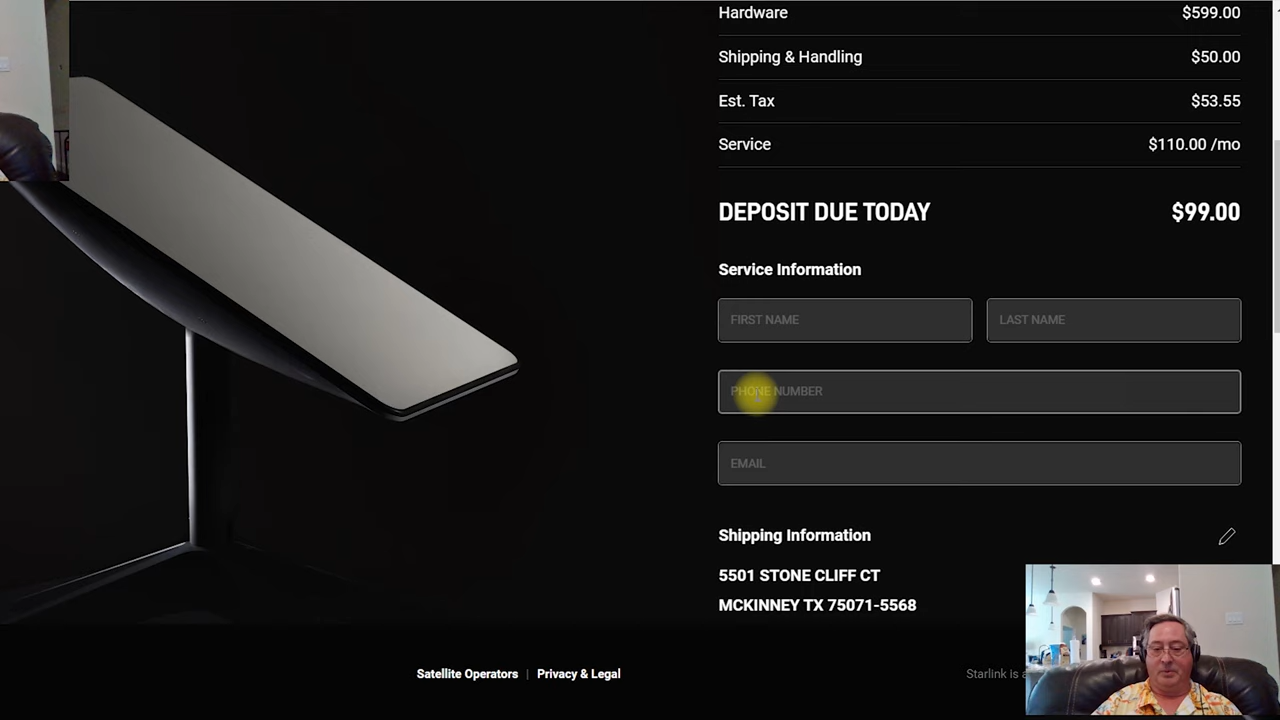 Hardware $599.00
Shipping & Handling $50.00
Est. Tax $53.55
Service $110.00 /mo
DEPOSIT DUE TODAY $99.00
Service Information
FIRST NAME LAST NAME
PHONE NUMBER
EMAIL
Shipping Information
5501 STONE CLIFF CT
MCKINNEY TX 75071-5568
Satellite Operators | Privacy & Legal Starlink is a